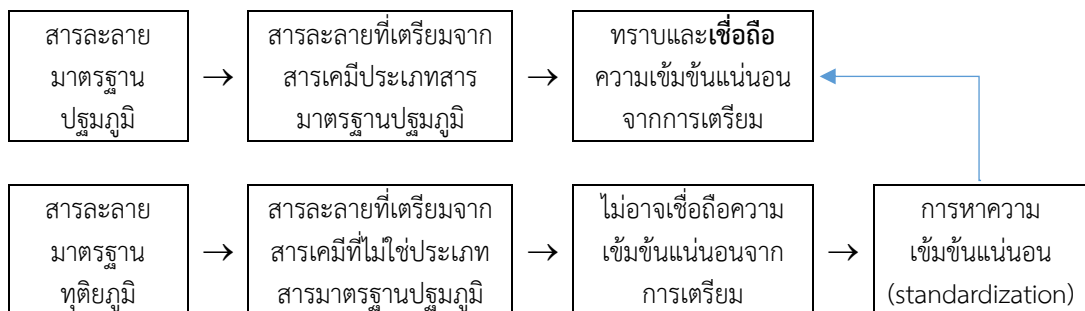 สารละลาย
มาตรฐาน
ปฐมภูมิ
→
สารละลายที่เตรียมจาก
สารเคมีประเภทสาร
มาตรฐานปฐมภูมิ
→
ทราบและเชื่อถือ
ความเข้มข้นแน่นอน
จากการเตรียม
สารละลาย
มาตรฐาน
ทุติยภูมิ
→
สารละลายที่เตรียมจาก
สารเคมีที่ไม่ใช่ประเภท
สารมาตรฐานปฐมภูมิ
→
ไม่อาจเชื่อถือความ
เข้มข้นแน่นอนจาก
การเตรียม
→
การหาความ
เข้มข้นแน่นอน
(standardization)